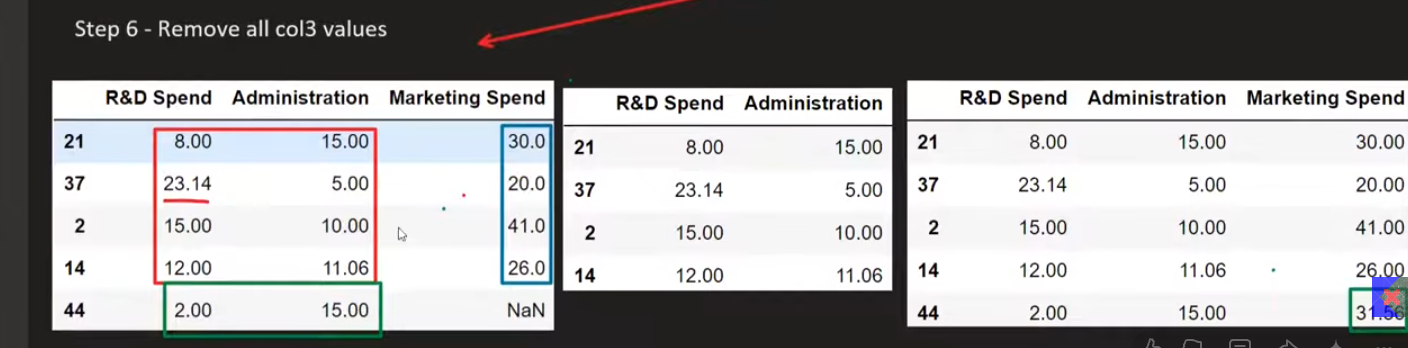 Step 6 - Remove all col3 values
R&D Spend Administration Marketing Spend
21 8.00 15.00 30.0
37 23.14 5.00 20.0
2 15.00 10.00 41.0
14 12.00 11.06 26.0
44 2.00 15.00 NaN
R&D Spend Administration
21 8.00 15.00
37 23.14 5.00
2 15.00 10.00
14 12.00 11.06
R&D Spend Administration Marketing Spend
21 8.00 15.00 30.00
37 23.14 5.00 20.00
2 15.00 10.00 41.00
14 12.00 11.06 26.00
44 2.00 15.00 31.56